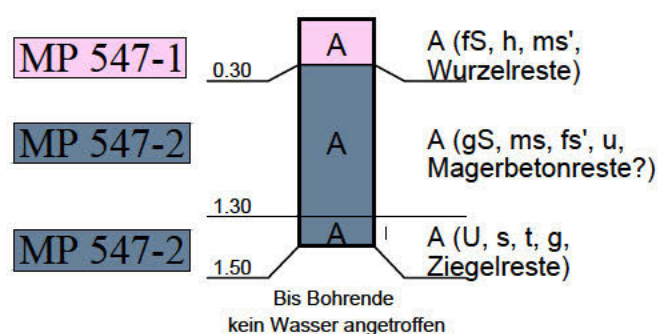 MP 547-1
A
A (fS, h, ms',
Wurzelreste)
0.30
MP 547-2
A
A (gS, ms, fs', u,
Magerbetonreste?)
1.30
MP 547-2
A
A (U, s, t, g,
Ziegelreste)
1.50
Bis Bohrende
kein Wasser angetroffen